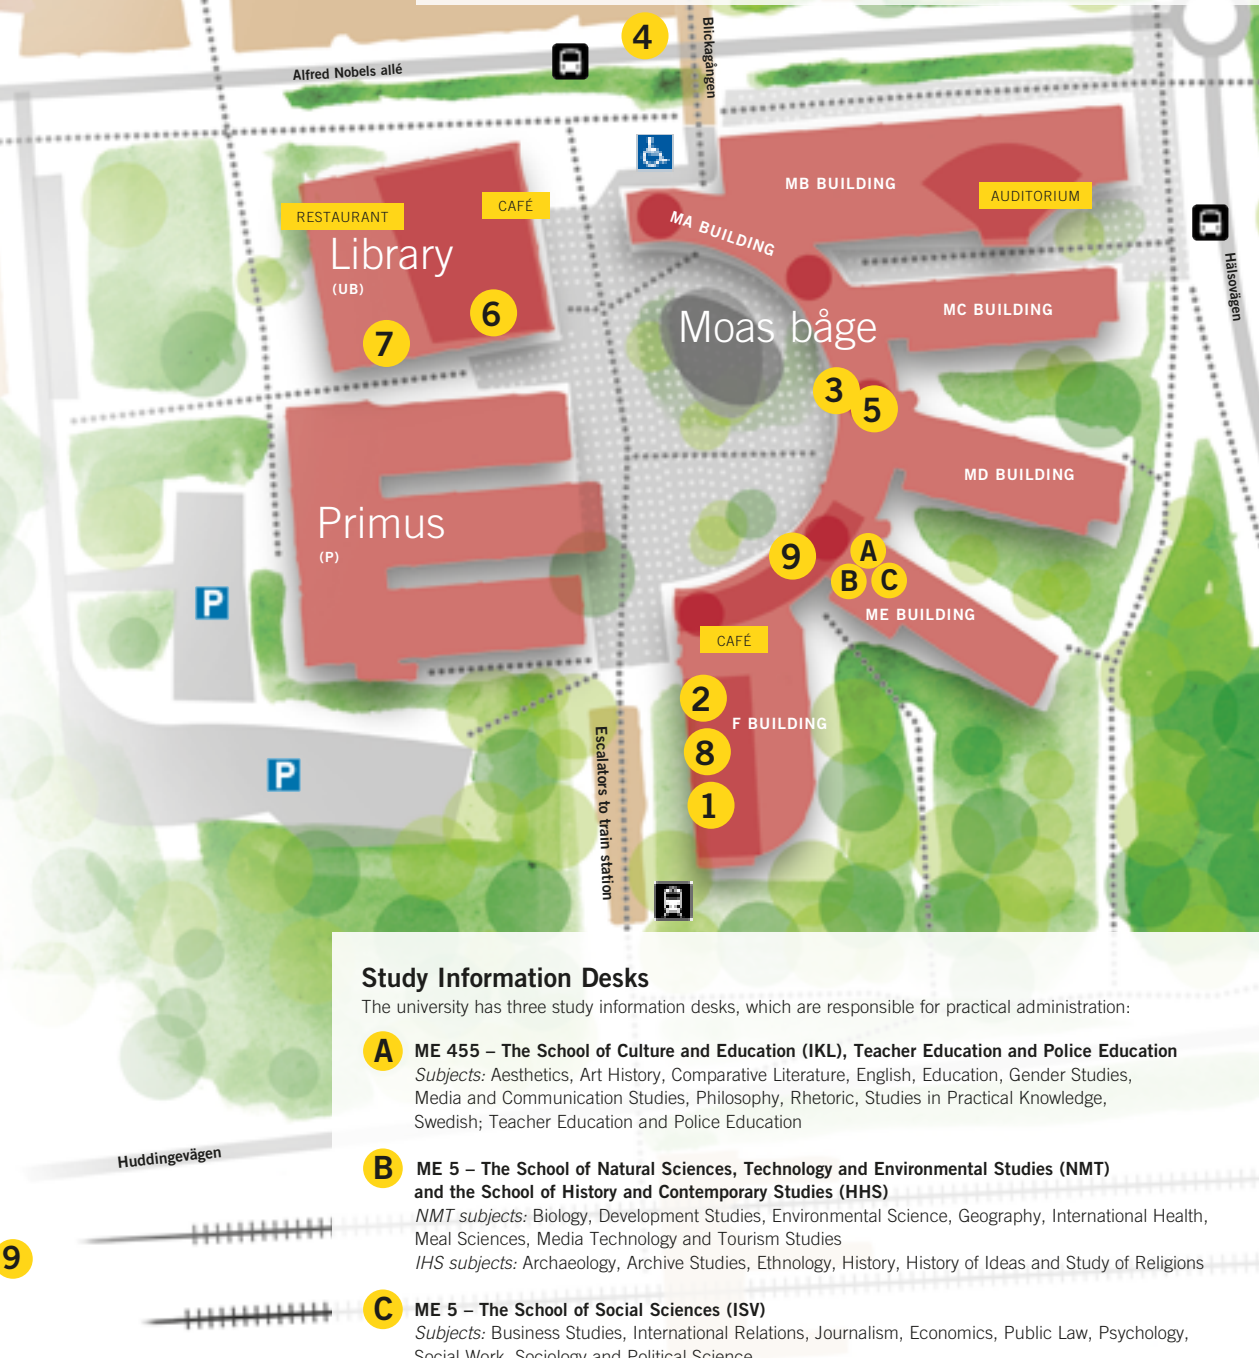 4
Blickagången
Alfred Nobels allé
MB BUILDING
AUDITORIUM
CAFÉ
RESTAURANT
MA BUILDING
Library
(UB)
Hälsovägen
6
MC BUILDING
Moas båge
7
3
5
MD BUILDING
Primus
(P)
9
A
B
C
P
ME BUILDING
CAFÉ
2
F BUILDING
8
P
1
Escalators to train station
Study Information Desks
The university has three study information desks, which are responsible for practical administration:
A ME 455 – The School of Culture and Education (IKL), Teacher Education and Police Education
Subjects: Aesthetics, Art History, Comparative Literature, English, Education, Gender Studies,
Media and Communication Studies, Philosophy, Rhetoric, Studies in Practical Knowledge,
Swedish; Teacher Education and Police Education
Huddingevägen
B ME 5 – The School of Natural Sciences, Technology and Environmental Studies (NMT)
and the School of History and Contemporary Studies (HHS)
NMT subjects: Biology, Development Studies, Environmental Science, Geography, International Health,
Meal Sciences, Media Technology and Tourism Studies
IHS subjects: Archaeology, Archive Studies, Ethnology, History, History of Ideas and Study of Religions
9
C ME 5 – The School of Social Sciences (ISV)
Subjects: Business Studies, International Relations, Journalism, Economics, Public Law, Psychology,
Social Work, Sociology and Political Science